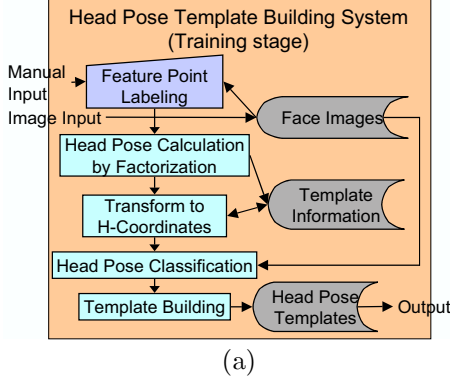 Head Pose Template Building System
(Training stage)
Manual
Input
Feature Point
Labeling
Image Input
Face Images
Head Pose Calculation
by Factorization
Template
Information
Transform to
H-Coordinates
Head Pose Classification
Template Building
Head Pose
Templates
Output
(a)